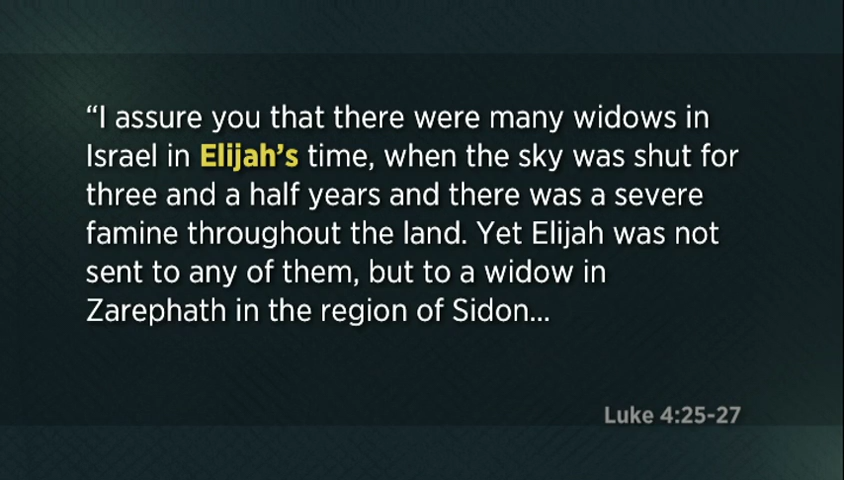 “I assure you that there were many widows in
Israel in Elijah’s time, when the sky was shut for
three and a half years and there was a severe
famine throughout the land. Yet Elijah was not
sent to any of them, but to a widow in
Zarephath in the region of Sidon...
Luke 4:25-27